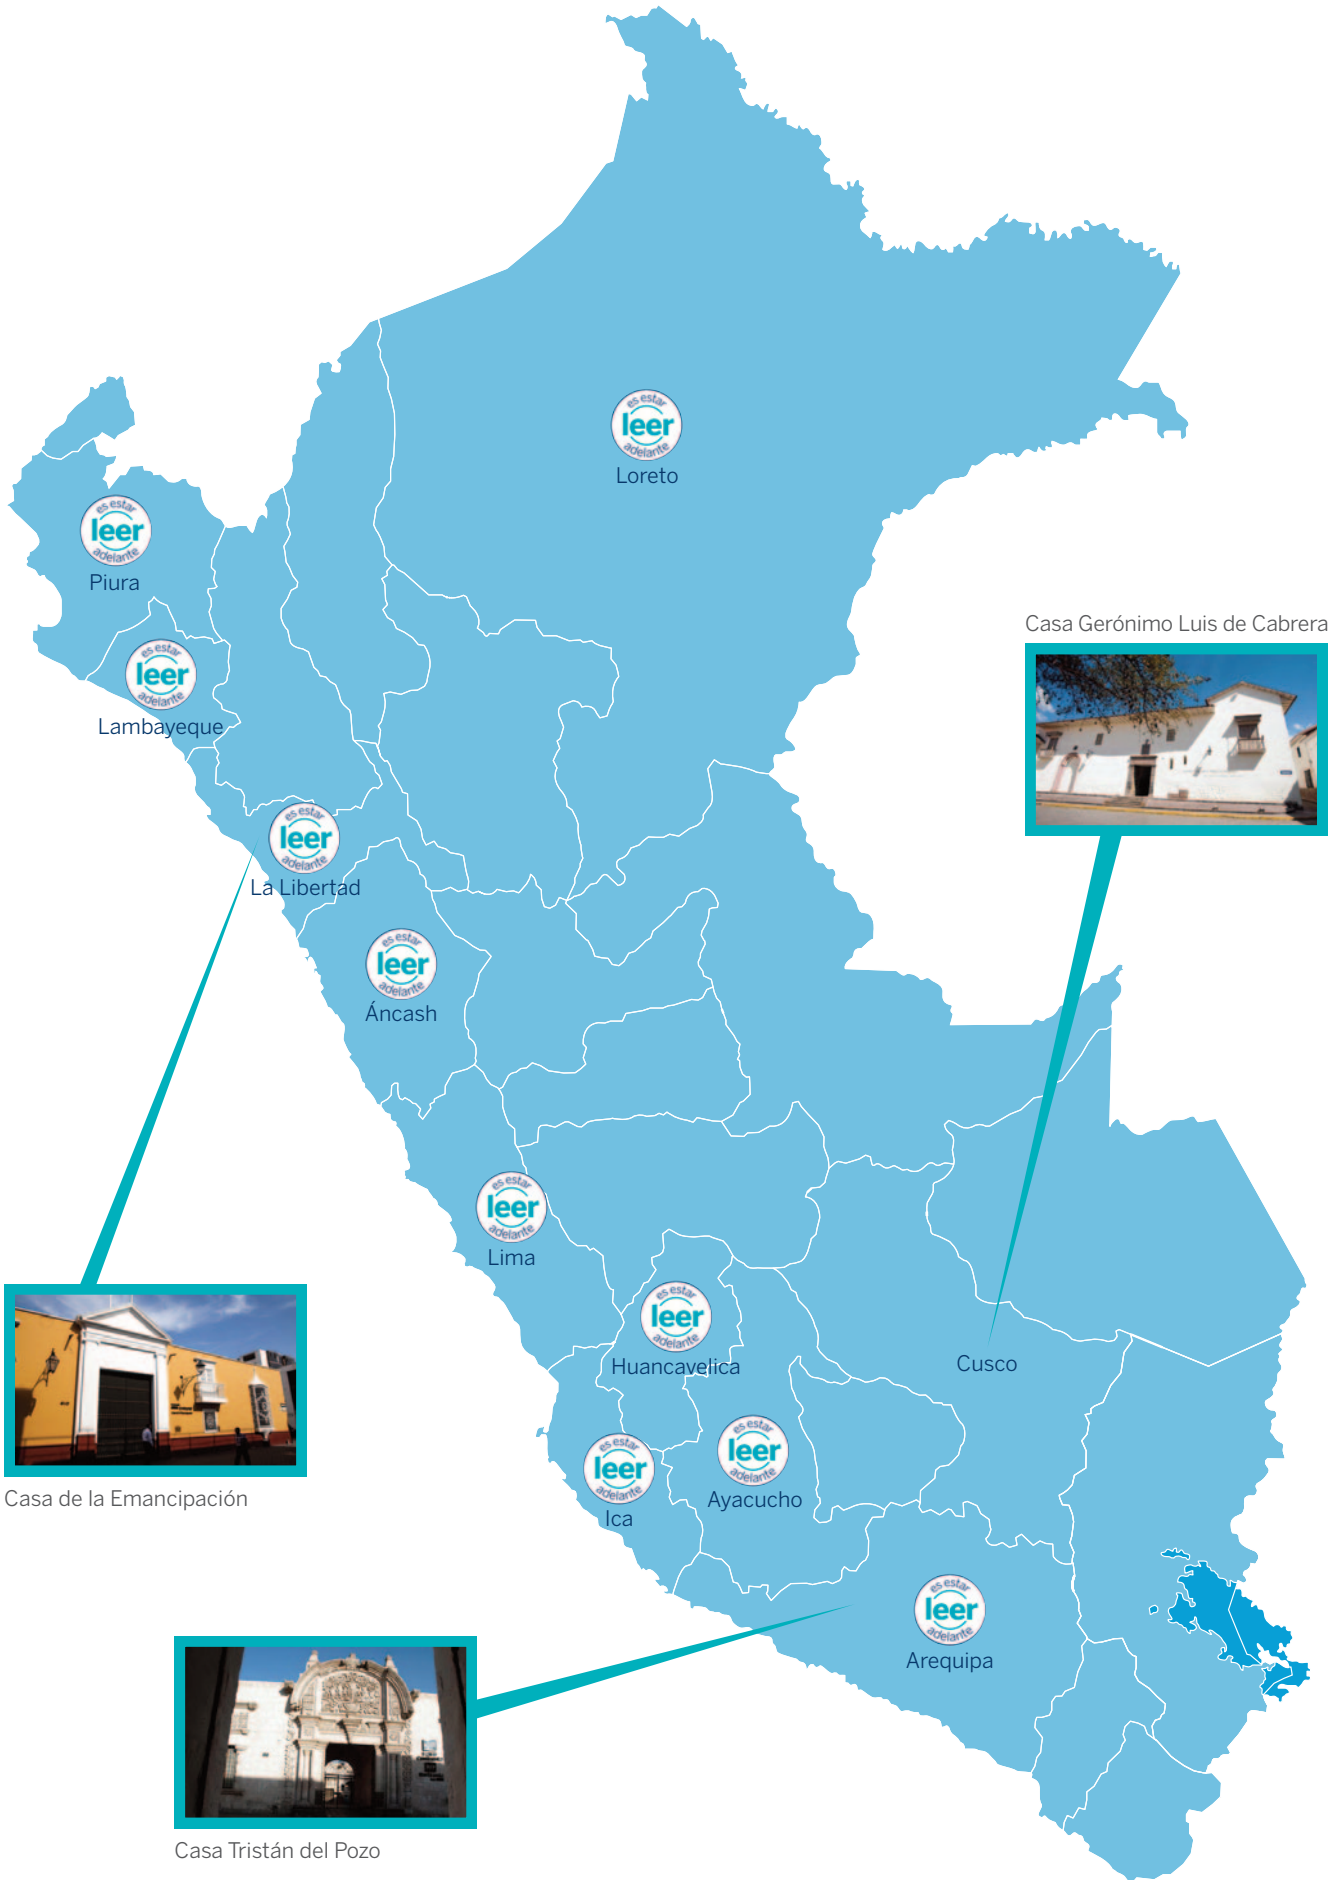 es estar
leer
adelante
Loreto
es estar
leer
adelante
Piura
Casa Gerónimo Luis de Cabrera
es estar
leer
adelante
Lambayeque
es estar
leer
adelante
La Libertad
es estar
leer
adelante
Áncash
es estar
leer
adelante
Lima
es estar
leer
adelante
Huancavelica
Cusco
es estar
leer
adelante
Ayacucho
es estar
leer
adelante
Ica
Casa de la Emancipación
es estar
leer
adelante
Arequipa
Casa Tristán del Pozo